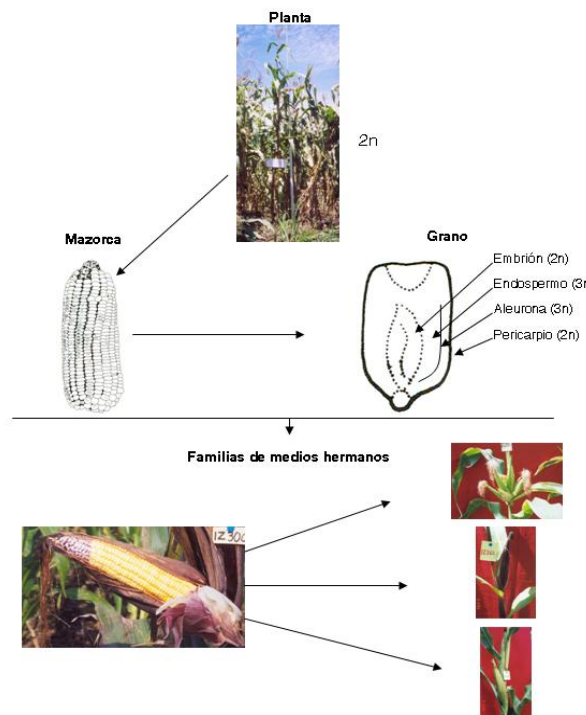 Planta
2n
Mazorca
Grano
Embrión (2n)
Endospermo (3n
Aleurona (3n)
Pericarpio (2n)
Familias de medios hermanos
IZ 300